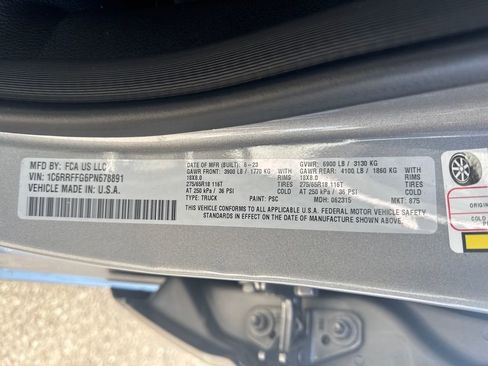 MFD BY: FCA US LLC
VIN: 1C6RRFFG6PN678891
VEHICLE MADE IN: U.S.A.
DATE OF MFR (BUILT): 6-23
GAWR FRONT: 3900 LB / 1770 KG
WITH RIMS
18X8.0
275/65R18 116T TIRES
AT 250 kPa / 36 PSI COLD
TYPE: TRUCK PAINT: PSC
GVWR: 6900 LB / 3130 KG
GAWR REAR: 4100 LB / 1860 KG
WITH RIMS
18X8.0
275/65R18 116T TIRES
AT 250 kPa / 36 PSI COLD
MDH: 062315 MKT: 875
THIS VEHICLE CONFORMS TO ALL APPLICABLE U.S.A. FEDERAL MOTOR VEHICLE SAFETY
STANDARDS IN EFFECT ON THE DATE OF MANUFACTURE SHOWN ABOVE.
ORIGIN
COLD